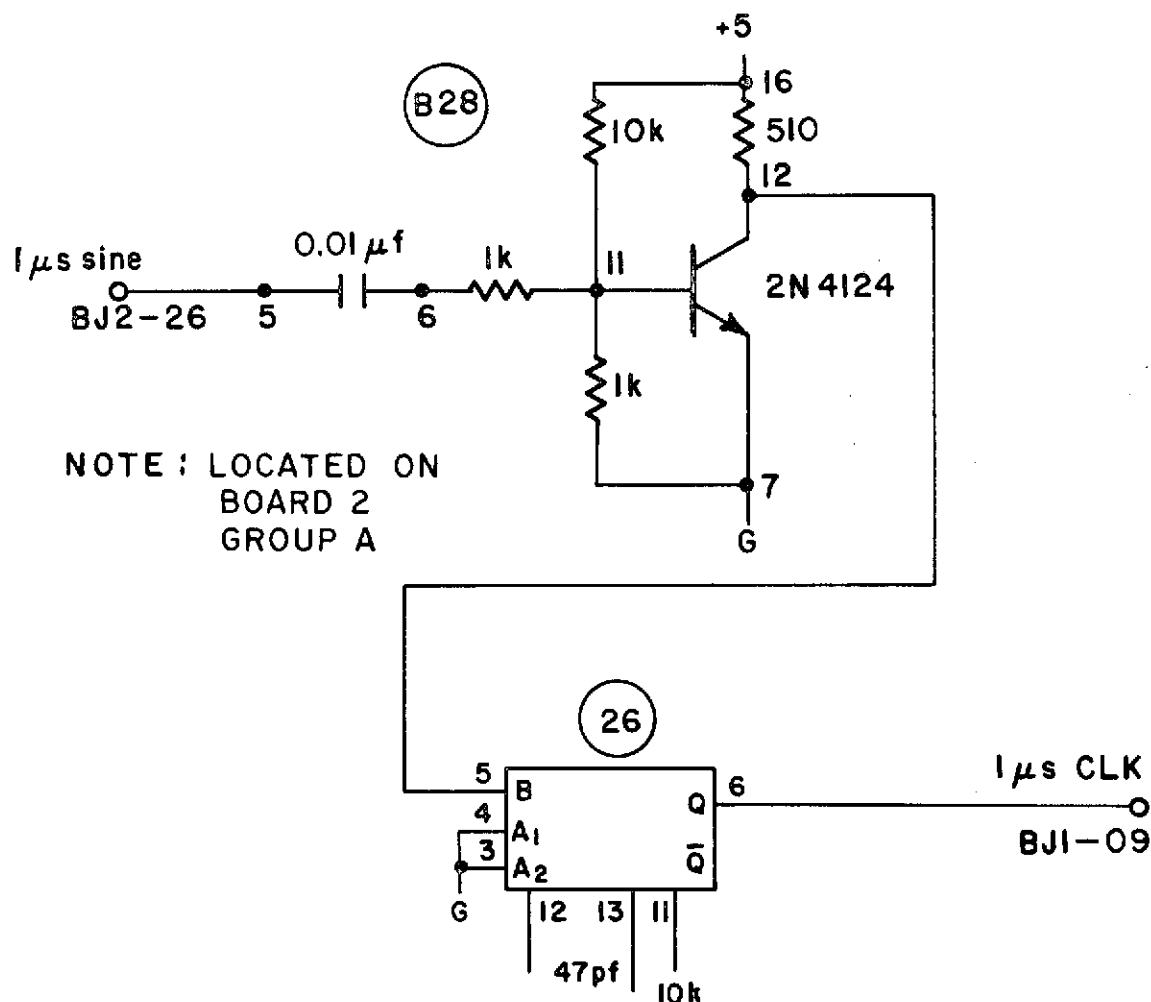 +5
16
B28
10k
510
12
1μs sine
0.01μf
1k
11
2N4124
BJ2-26
5
6
1k
NOTE: LOCATED ON
BOARD 2
GROUP A
7
G
26
5
B
Q
6
1μs CLK
4
A1
3
A2
Q̅
BJ1-09
G
12
13
11
47pf
10k